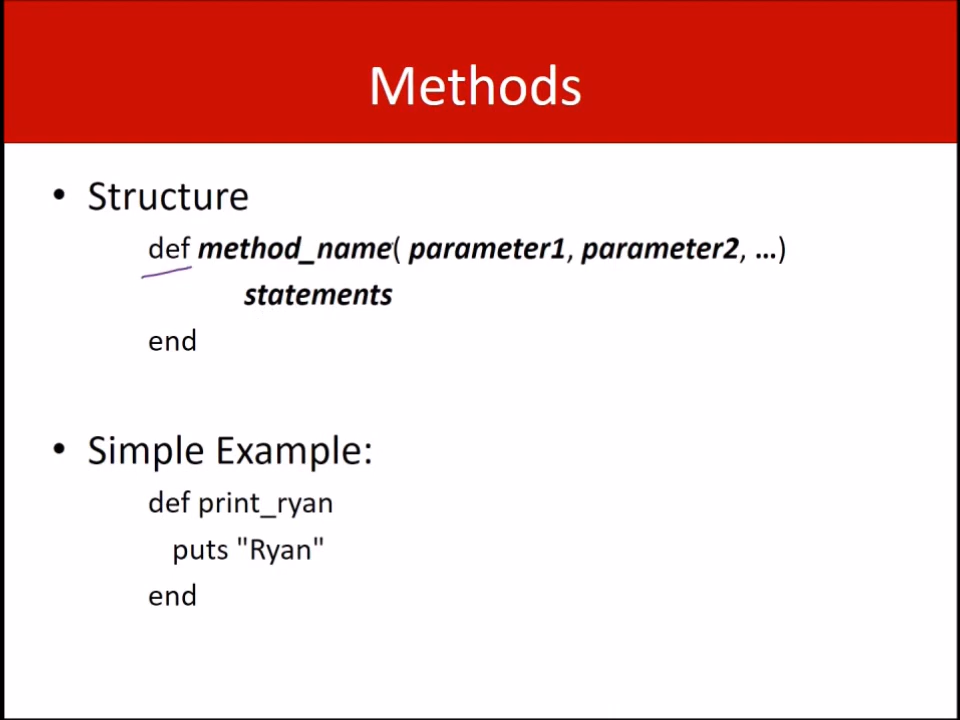 Methods
• Structure
def method_name( parameter1, parameter2, …)
statements
end
• Simple Example:
def print_ryan
puts "Ryan"
end